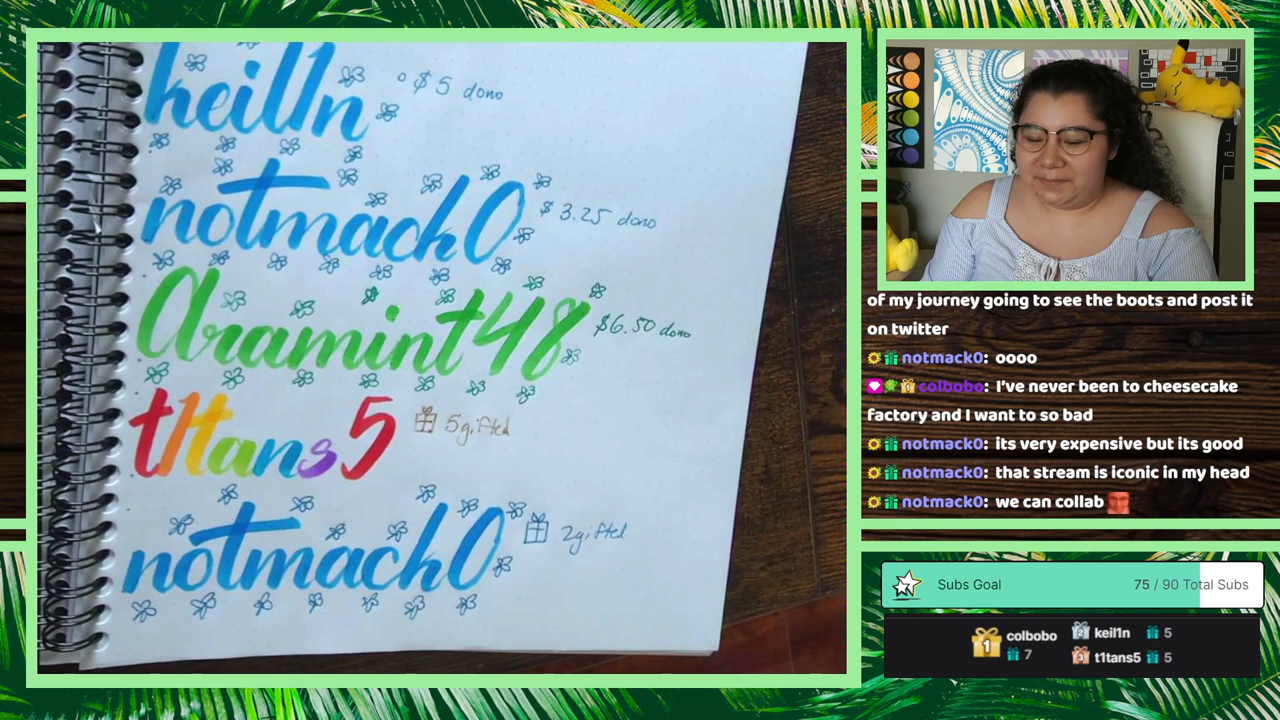 keil1n $5 dono
notmack0 $3.25 dono
Aramint48 $6.50 dono
t1tans5 5 gifted
notmack0 2 gifted
of my journey going to see the boots and post it
on twitter
notmack0: oooo
colbobo: I've never been to cheesecake
factory and I want to so bad
notmack0: its very expensive but its good
notmack0: that stream is iconic in my head
notmack0: we can collab
Subs Goal 75 / 90 Total Subs
1 colbobo 7
2 keil1n 5
3 t1tans5 5